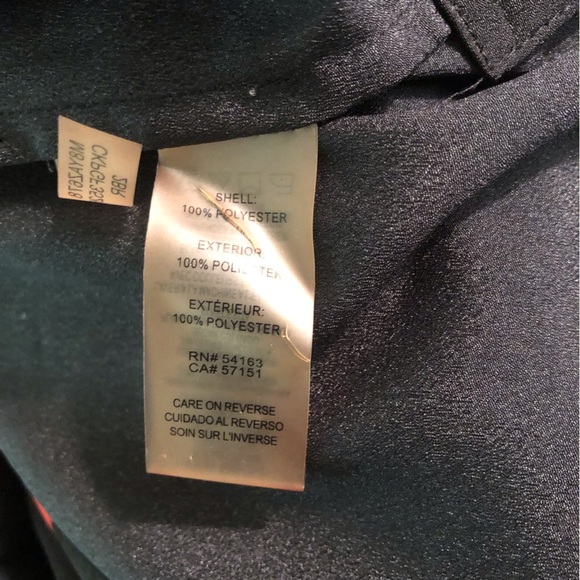 SHELL:
100% POLYESTER
EXTERIOR:
100% POLIESTER
EXTÉRIEUR:
100% POLYESTER
RN# 54163
CA# 57151
CARE ON REVERSE
CUIDADO AL REVERSO
SOIN SUR L'INVERSE